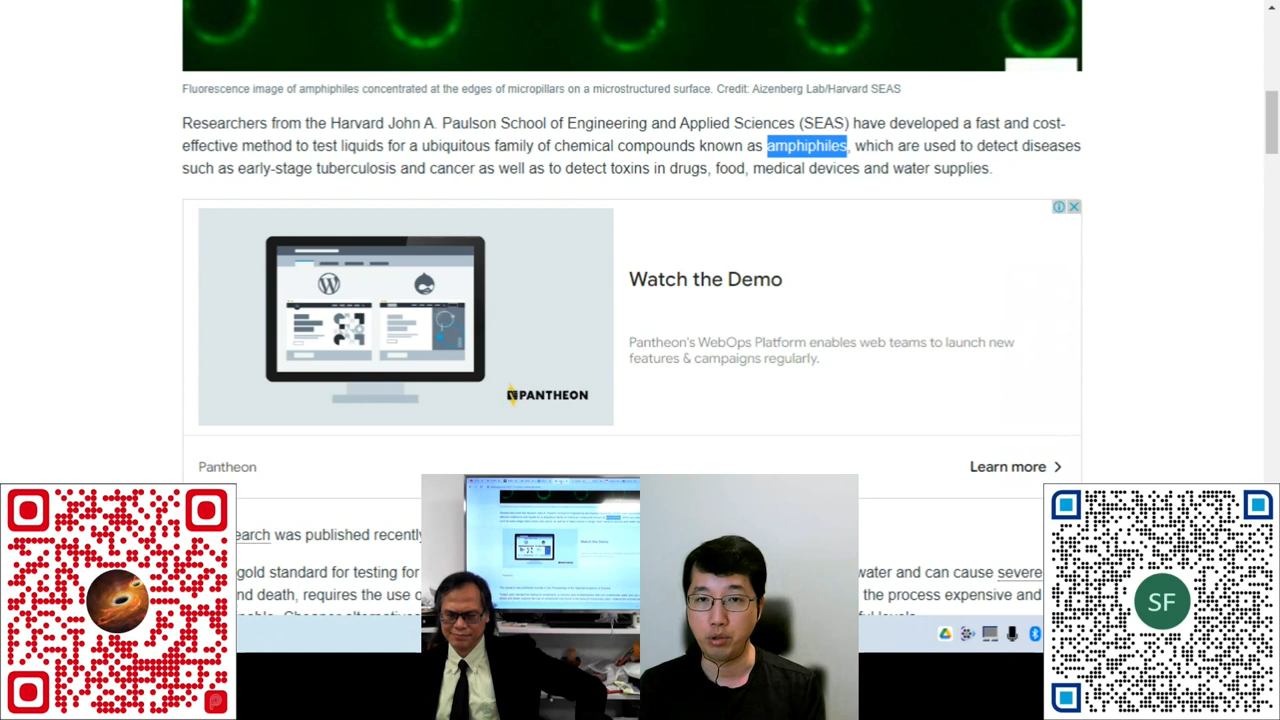 Fluorescence image of amphiphiles concentrated at the edges of micropillars on a microstructured surface. Credit: Aizenberg Lab/Harvard SEAS
Researchers from the Harvard John A. Paulson School of Engineering and Applied Sciences (SEAS) have developed a fast and cost-
effective method to test liquids for a ubiquitous family of chemical compounds known as amphiphiles, which are used to detect diseases
such as early-stage tuberculosis and cancer as well as to detect toxins in drugs, food, medical devices and water supplies.
Watch the Demo
Pantheon's WebOps Platform enables web teams to launch new
features & campaigns regularly.
PANTHEON
Pantheon
Learn more
earch was published recently
gold standard for testing for
water and can cause severe
nd death, requires the use
the process expensive and
SF